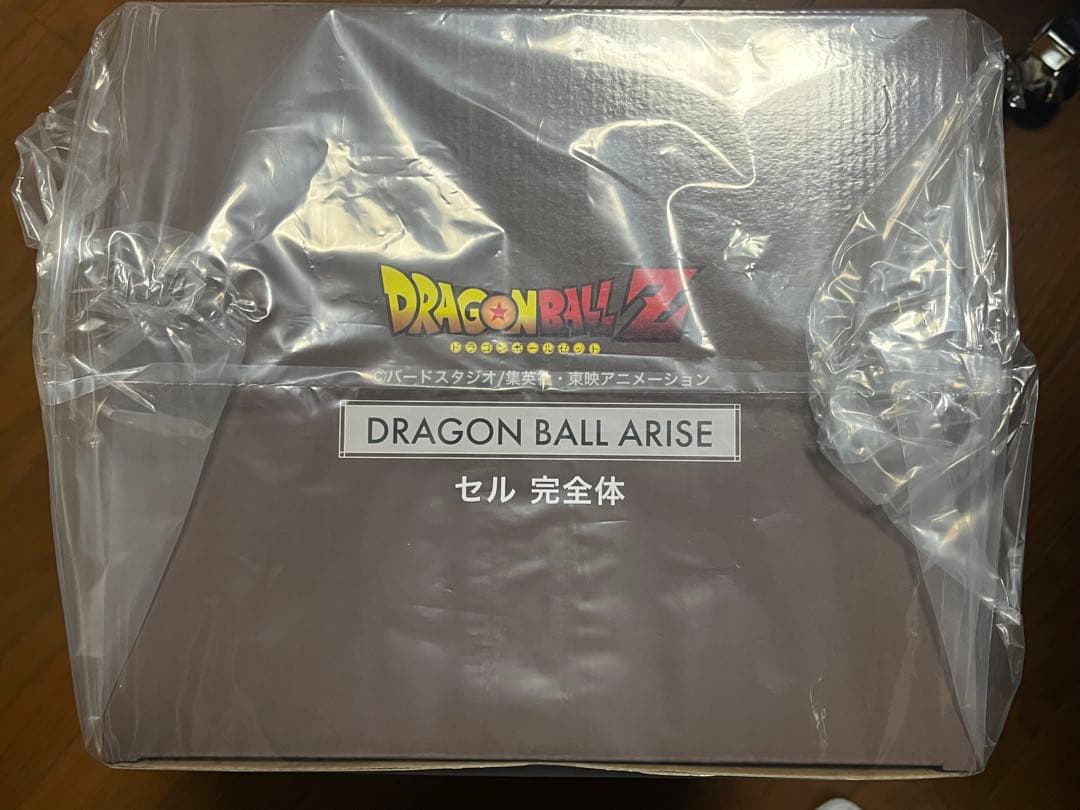 DRAGON BALL Z
ドラゴンボールゼット
©バードスタジオ/集英社・東映アニメーション
DRAGON BALL ARISE
セル 完全体